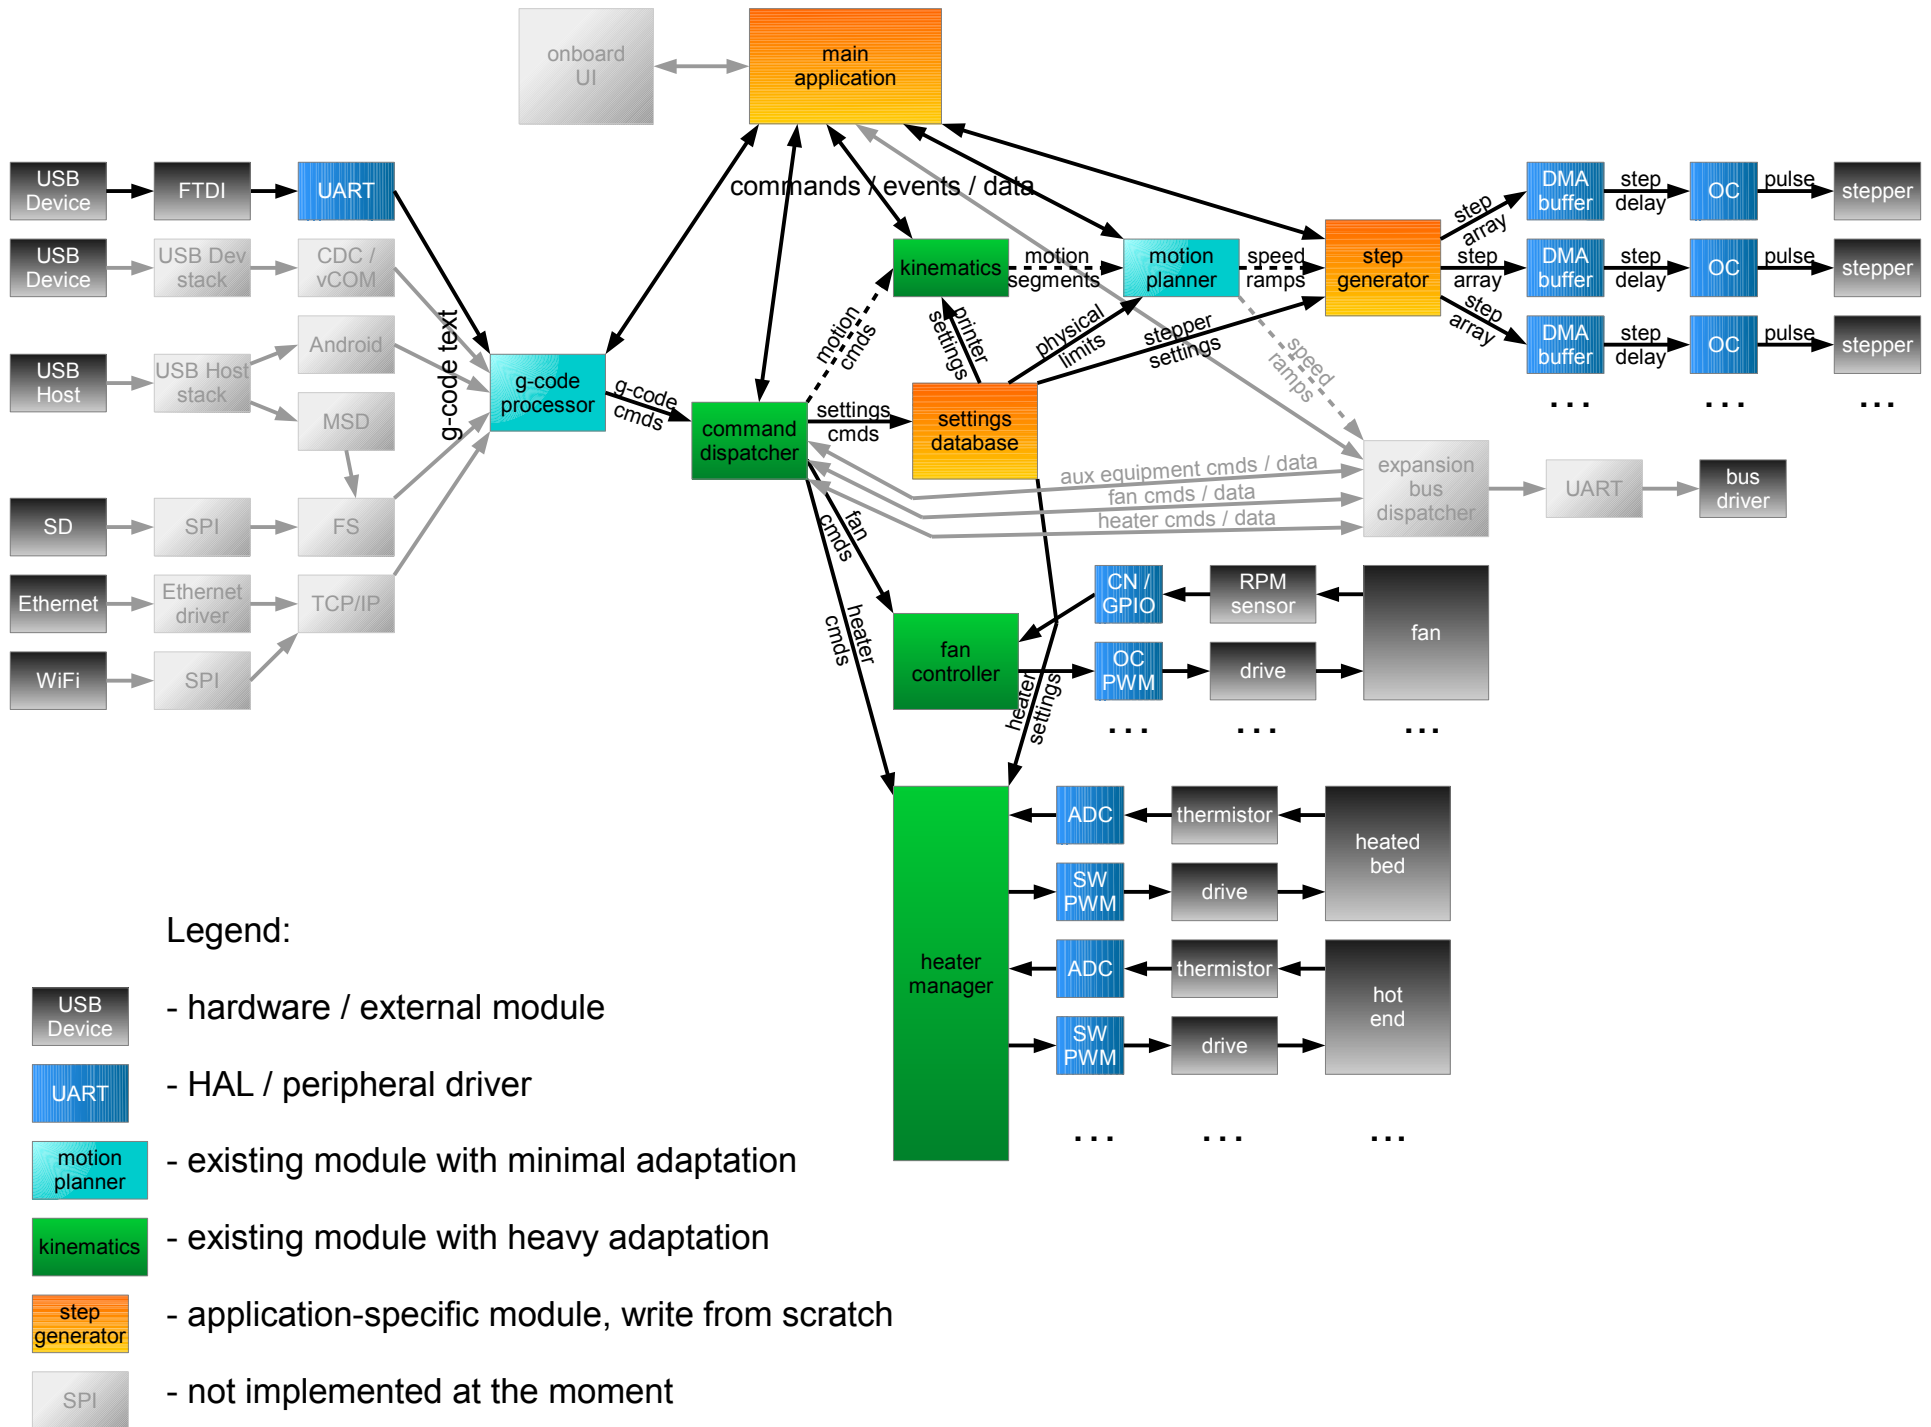 onboard
UI
main
application
USB
Device
FTDI
UART
commands / events / data
DMA
buffer
step
delay
OC
pulse
stepper
step
array
USB
Device
USB Dev
stack
CDC /
vCOM
kinematics
motion
segments
motion
planner
speed
ramps
step
generator
step
array
DMA
buffer
step
delay
OC
pulse
stepper
step
array
DMA
buffer
step
delay
OC
pulse
stepper
... ... ...
USB
Host
USB Host
stack
Android
MSD
g-code text
g-code
processor
g-code
cmds
command
dispatcher
motion
cmds
settings
cmds
settings
database
printer
settings
physical
limits
stepper
settings
speed
ramps
aux equipment cmds / data
fan cmds / data
heater cmds / data
expansion
bus
dispatcher
UART
bus
driver
SD
SPI
FS
Ethernet
Ethernet
driver
TCP/IP
WiFi
SPI
fan
cmds
heater
cmds
fan
controller
CN /
GPIO
RPM
sensor
fan
OC
PWM
drive
heater
settings
... ... ...
heater
manager
ADC
thermistor
heated
bed
SW
PWM
drive
ADC
thermistor
hot
end
SW
PWM
drive
... ... ...
Legend:
USB
Device
- hardware / external module
UART
- HAL / peripheral driver
motion
planner
- existing module with minimal adaptation
kinematics
- existing module with heavy adaptation
step
generator
- application-specific module, write from scratch
SPI
- not implemented at the moment